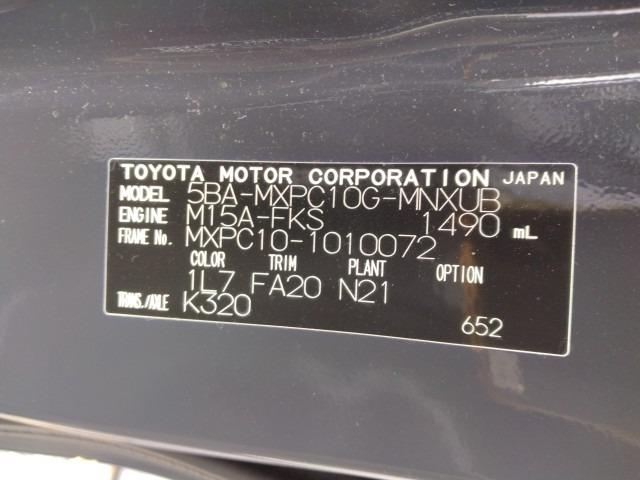 TOYOTA MOTOR CORPORATION JAPAN
MODEL 5BA-MXPC10G-MNXUB
ENGINE M15A-FKS 1490 mL
FRAME No. MXPC10-1010072
COLOR TRIM PLANT OPTION
1L7 FA20 N21
TRANS./AXLE K320
652